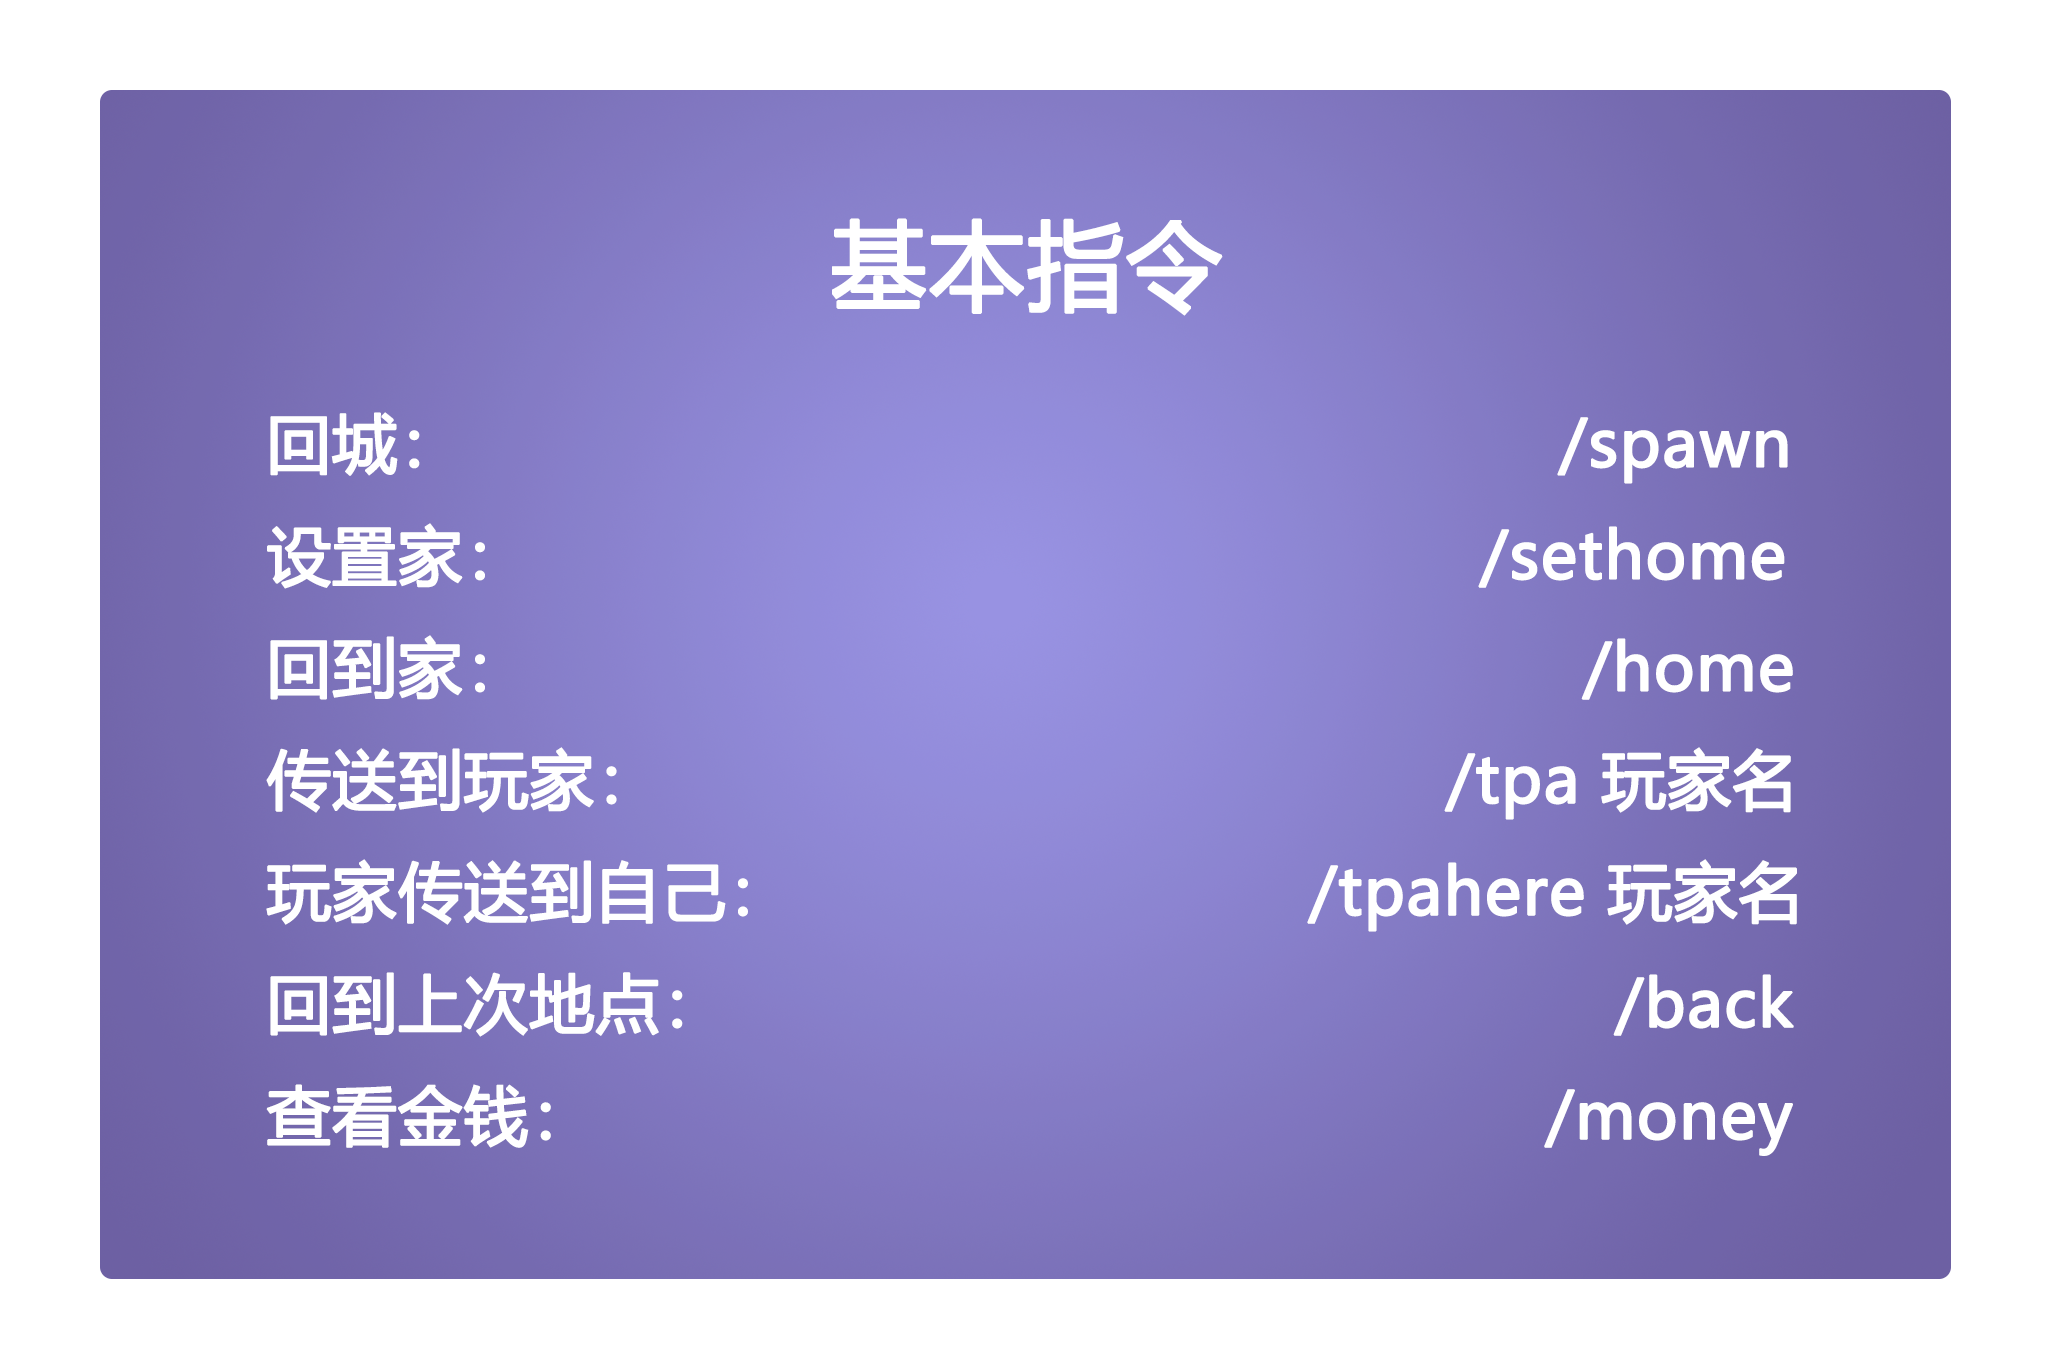 基本指令
回城： /spawn
设置家： /sethome
回到家： /home
传送到玩家： /tpa 玩家名
玩家传送到自己： /tpahere 玩家名
回到上次地点： /back
查看金钱： /money